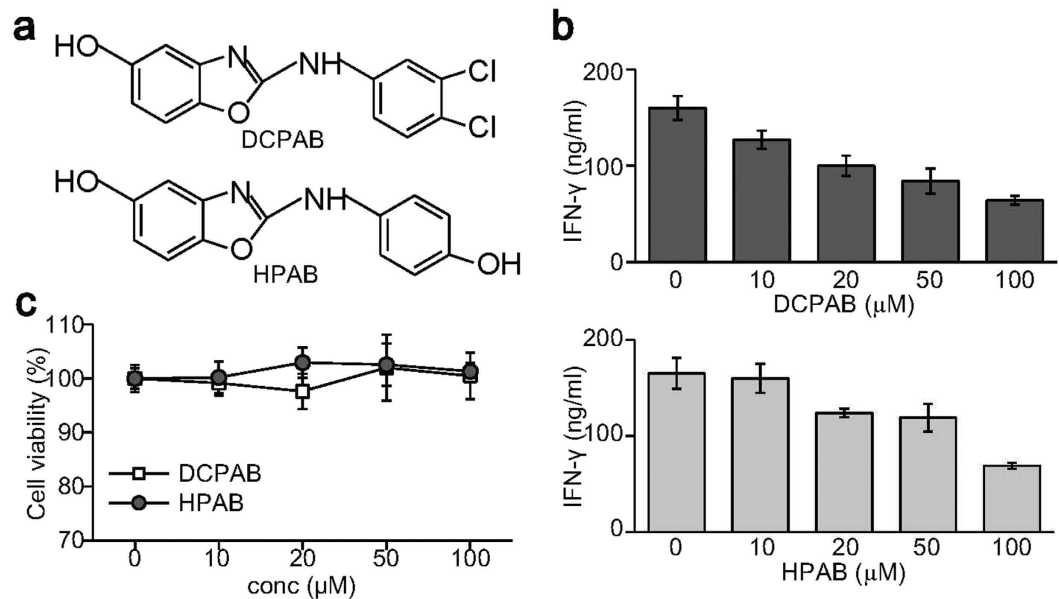 a
HO
N
NH
Cl
O
Cl
DCPAB
HO
N
NH
O
OH
HPAB
b
200
100
0
IFN-γ (ng/ml)
0 10 20 50 100
DCPAB (μM)
200
100
0
IFN-γ (ng/ml)
0 10 20 50 100
HPAB (μM)
c
110
100
90
80
70
Cell viability (%)
DCPAB
HPAB
0 10 20 50 100
conc (μM)